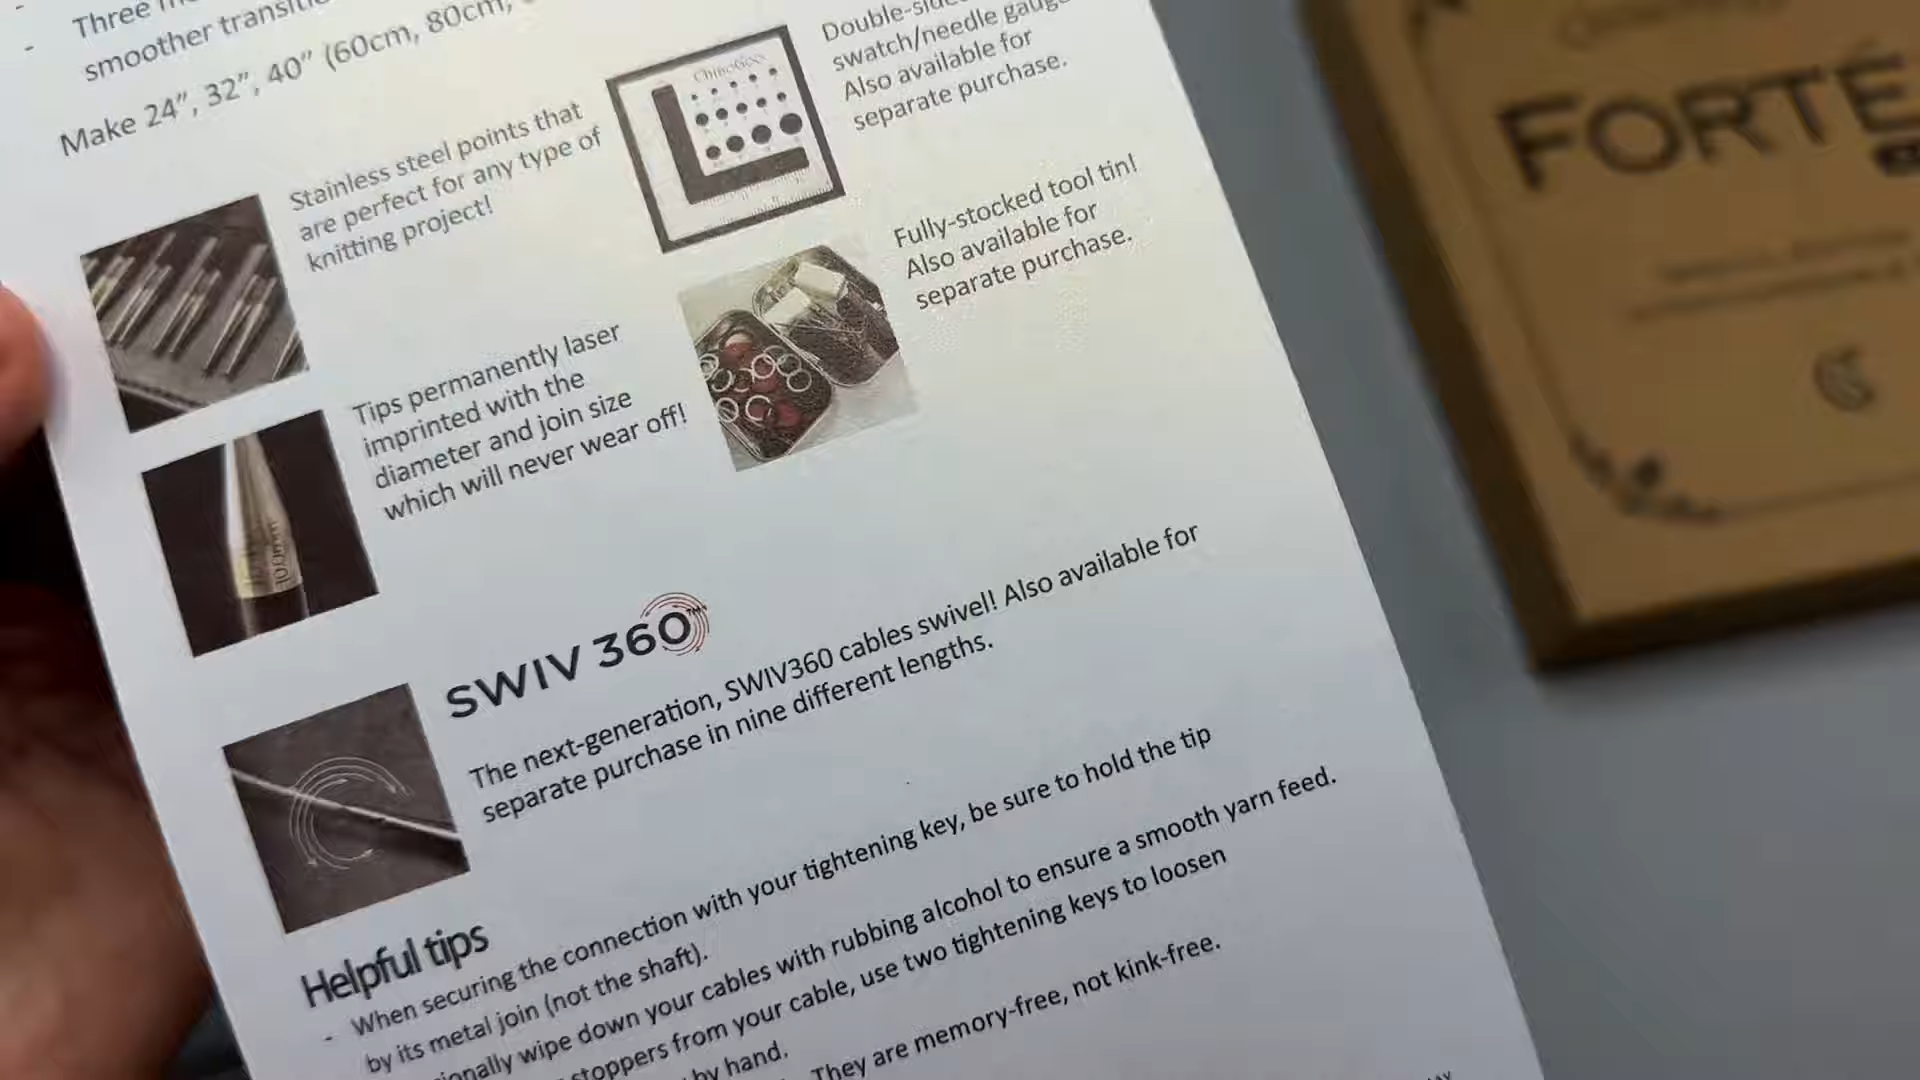 Three
smoother
Make 24", 32", 40" (60cm, 80cm,
Stainless steel points that
are perfect for any type of
knitting project!
Tips permanently laser
imprinted with the
diameter and join size
which will never wear off!
ChiaoGoo
swatch/needle gauge
Also available for
separate purchase.
Fully-stocked tool tin!
Also available for
separate purchase.
SWIV 360™
The next-generation, SWIV360 cables swivel! Also available for
separate purchase in nine different lengths.
Helpful tips
- When securing the connection with your tightening key, be sure to hold the tip
by its metal join (not the shaft).
wipe down your cables with rubbing alcohol to ensure a smooth yarn feed.
stoppers from your cable, use two tightening keys to loosen
by hand.
They are memory-free, not kink-free.
FORTÉ